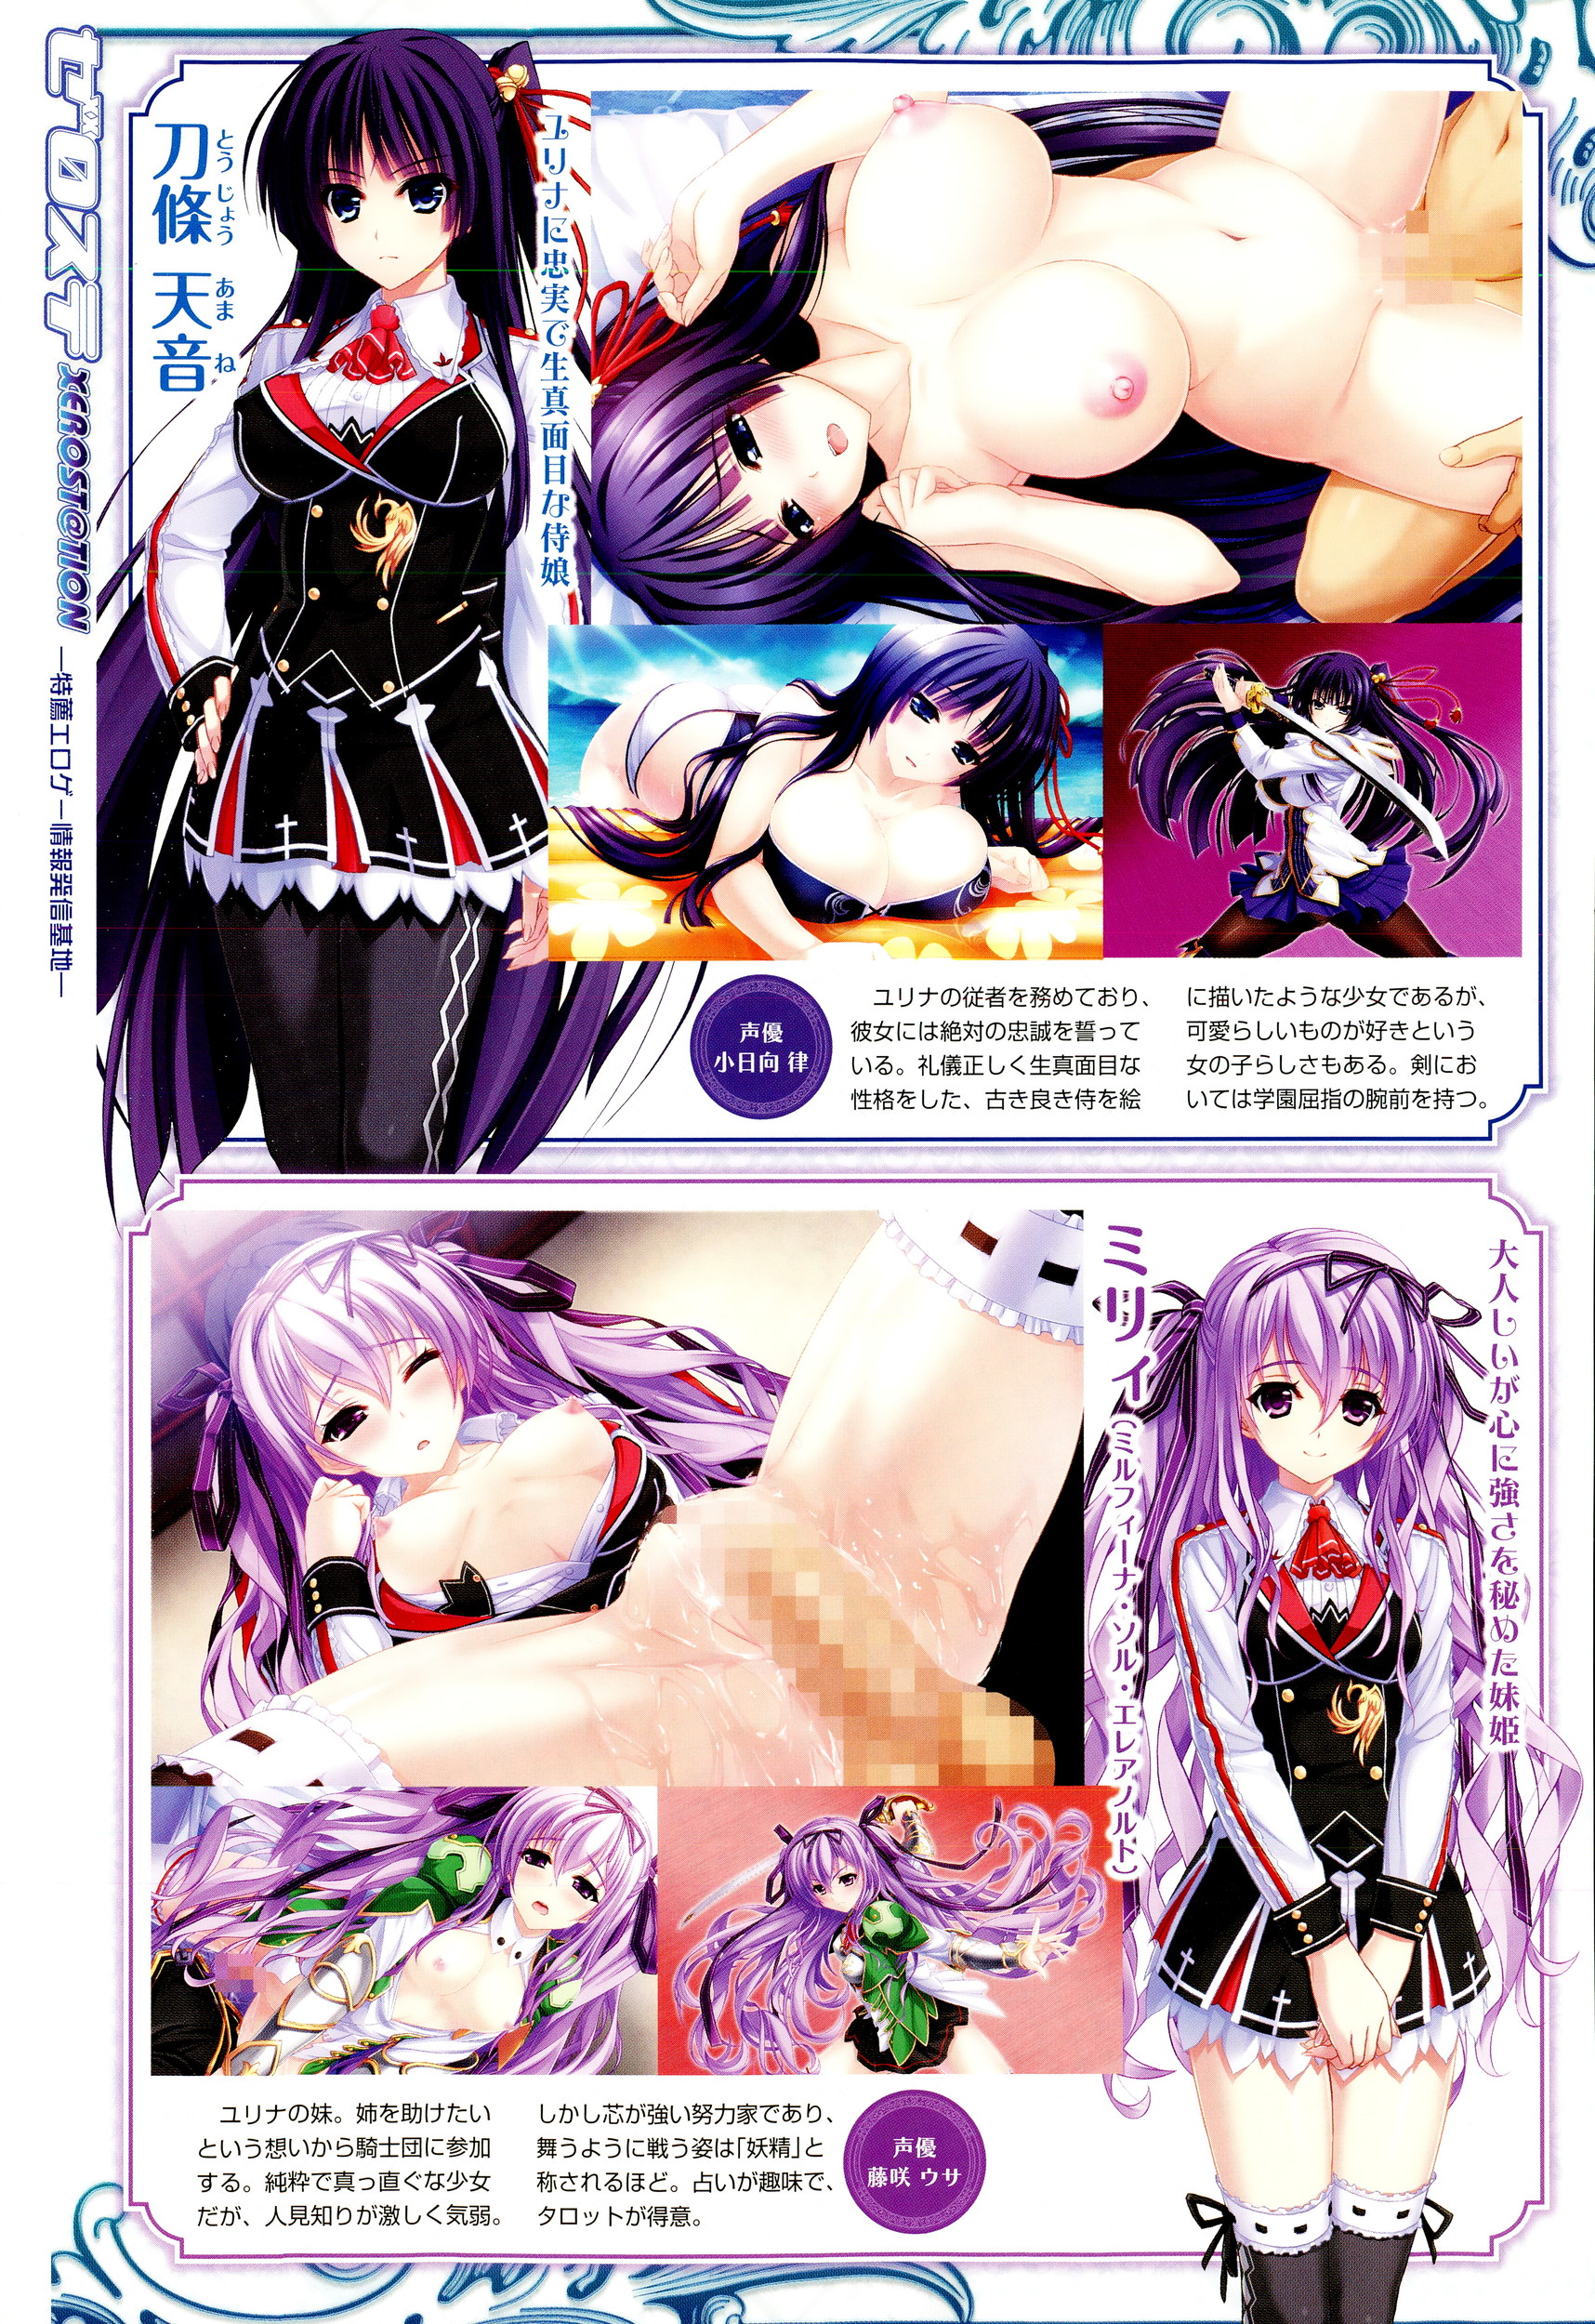 ゼロステ XEROST@TION ―特薦エロゲー情報発信基地―
刀條 天音
とうじょう あまね
ユリナに忠実で生真面目な侍娘
声優
小日向 律
ユリナの従者を務めており、
彼女には絶対の忠誠を誓って
いる。礼儀正しく生真面目な
性格をした、古き良き侍を絵
に描いたような少女であるが、
可愛らしいものが好きという
女の子らしさもある。剣にお
いては学園屈指の腕前を持つ。
大人しいが心に強さを秘めた妹姫
ミリィ(ミルフィーナ・ソル・エレアノルト)
ユリナの妹。姉を助けたい
という想いから騎士団に参加
する。純粋で真っ直ぐな少女
だが、人見知りが激しく気弱。
しかし芯が強い努力家であり、
舞うように戦う姿は「妖精」と
称されるほど。占いが趣味で、
タロットが得意。
声優
藤咲 ウサ